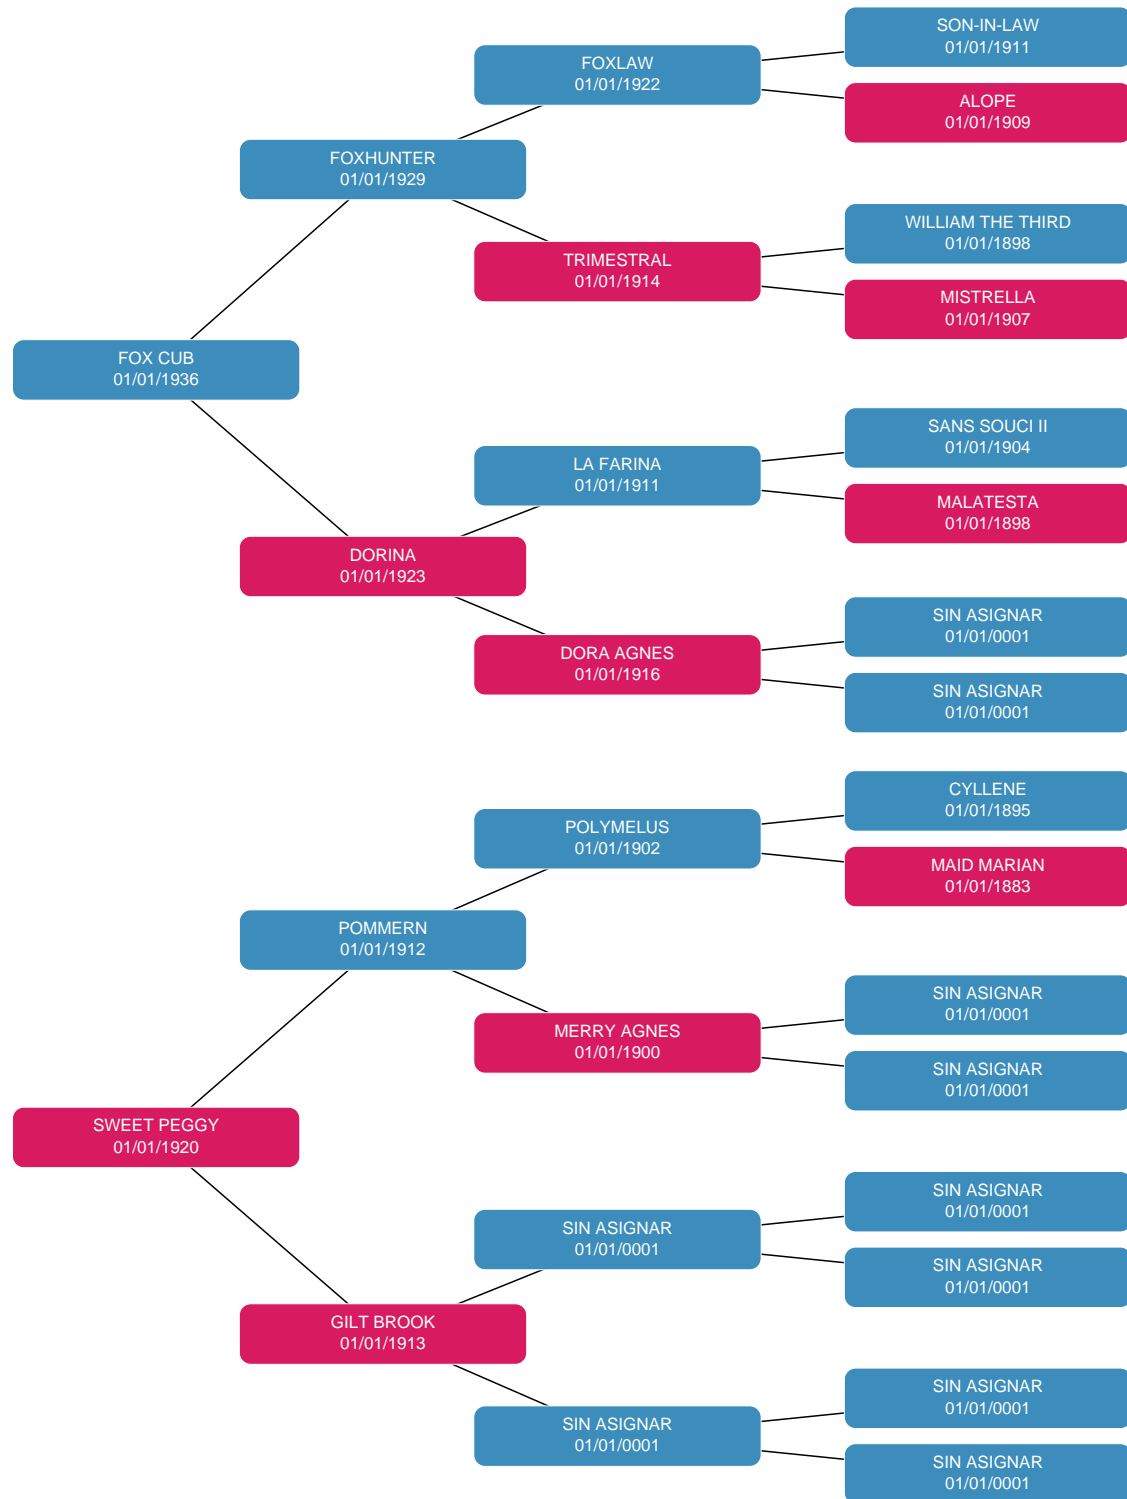 SON-IN-LAW
01/01/1911
FOXLAW
01/01/1922
ALOPE
01/01/1909
FOXHUNTER
01/01/1929
WILLIAM THE THIRD
01/01/1898
TRIMESTRAL
01/01/1914
MISTRELLA
01/01/1907
FOX CUB
01/01/1936
SANS SOUCI II
01/01/1904
LA FARINA
01/01/1911
MALATESTA
01/01/1898
DORINA
01/01/1923
SIN ASIGNAR
01/01/0001
DORA AGNES
01/01/1916
SIN ASIGNAR
01/01/0001
CYLLENE
01/01/1895
POLYMELUS
01/01/1902
MAID MARIAN
01/01/1883
POMMERN
01/01/1912
SIN ASIGNAR
01/01/0001
MERRY AGNES
01/01/1900
SIN ASIGNAR
01/01/0001
SWEET PEGGY
01/01/1920
SIN ASIGNAR
01/01/0001
SIN ASIGNAR
01/01/0001
SIN ASIGNAR
01/01/0001
GILT BROOK
01/01/1913
SIN ASIGNAR
01/01/0001
SIN ASIGNAR
01/01/0001
SIN ASIGNAR
01/01/0001